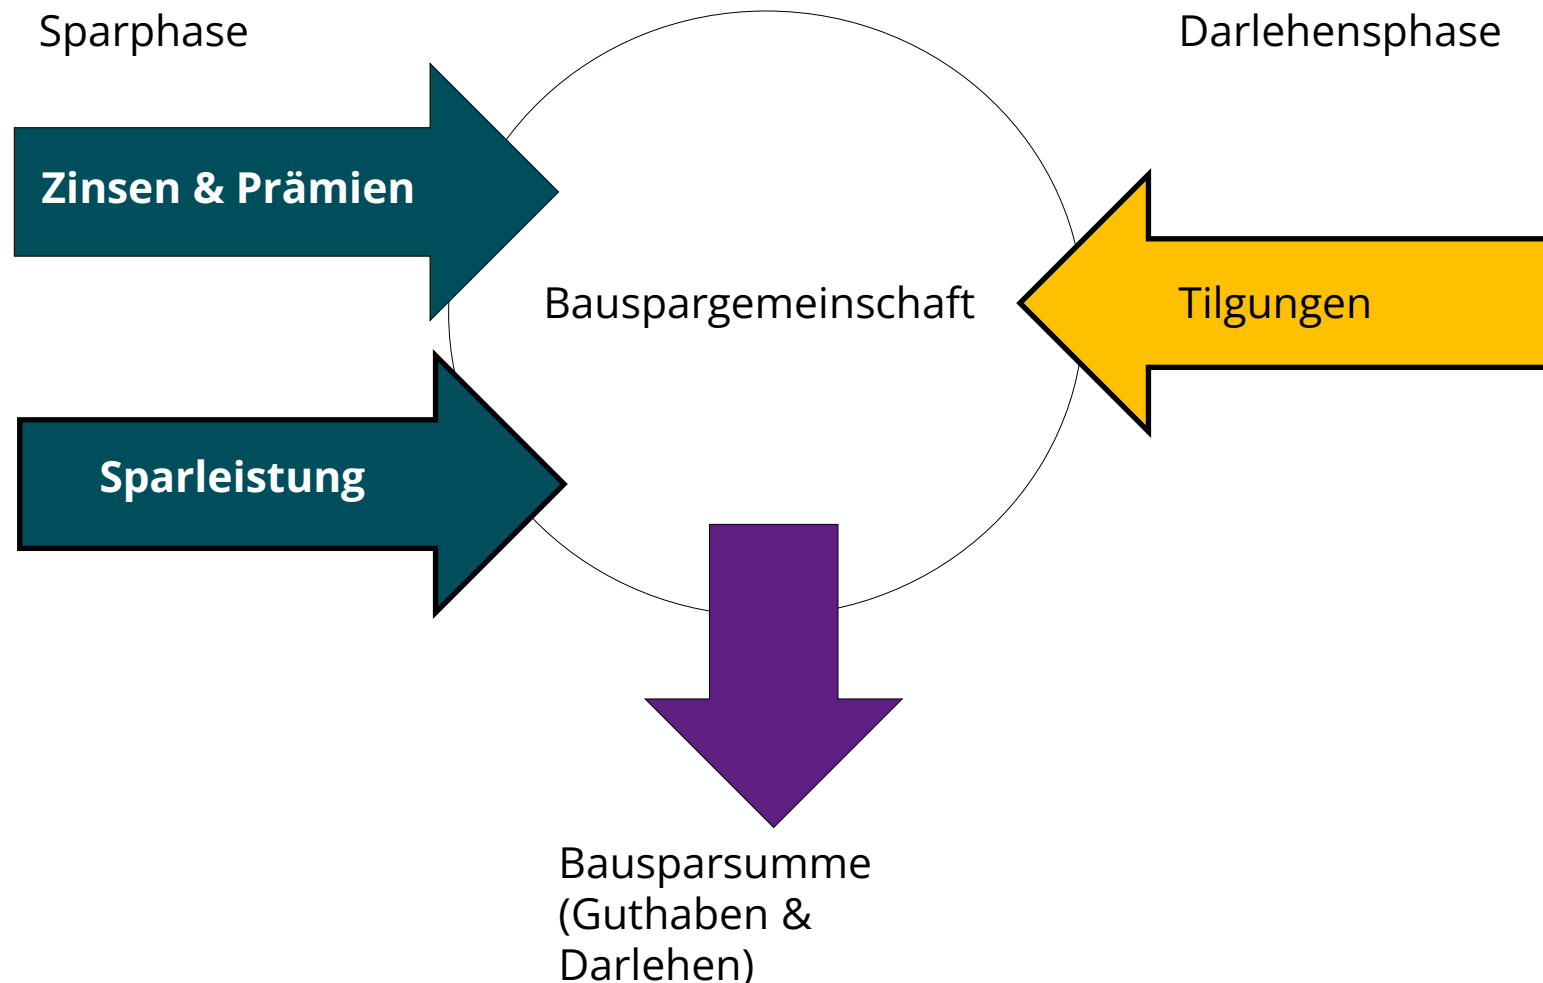 Sparphase
Darlehensphase
Zinsen & Prämien
Bauspargemeinschaft
Tilgungen
Sparleistung
Bausparsumme
(Guthaben &
Darlehen)